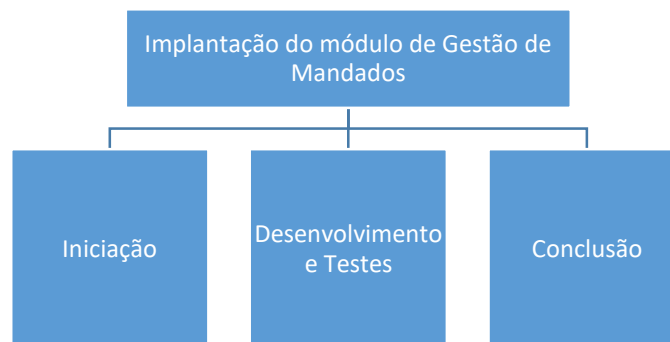 Implantação do módulo de Gestão de
Mandados
Iniciação
Desenvolvimento
e Testes
Conclusão